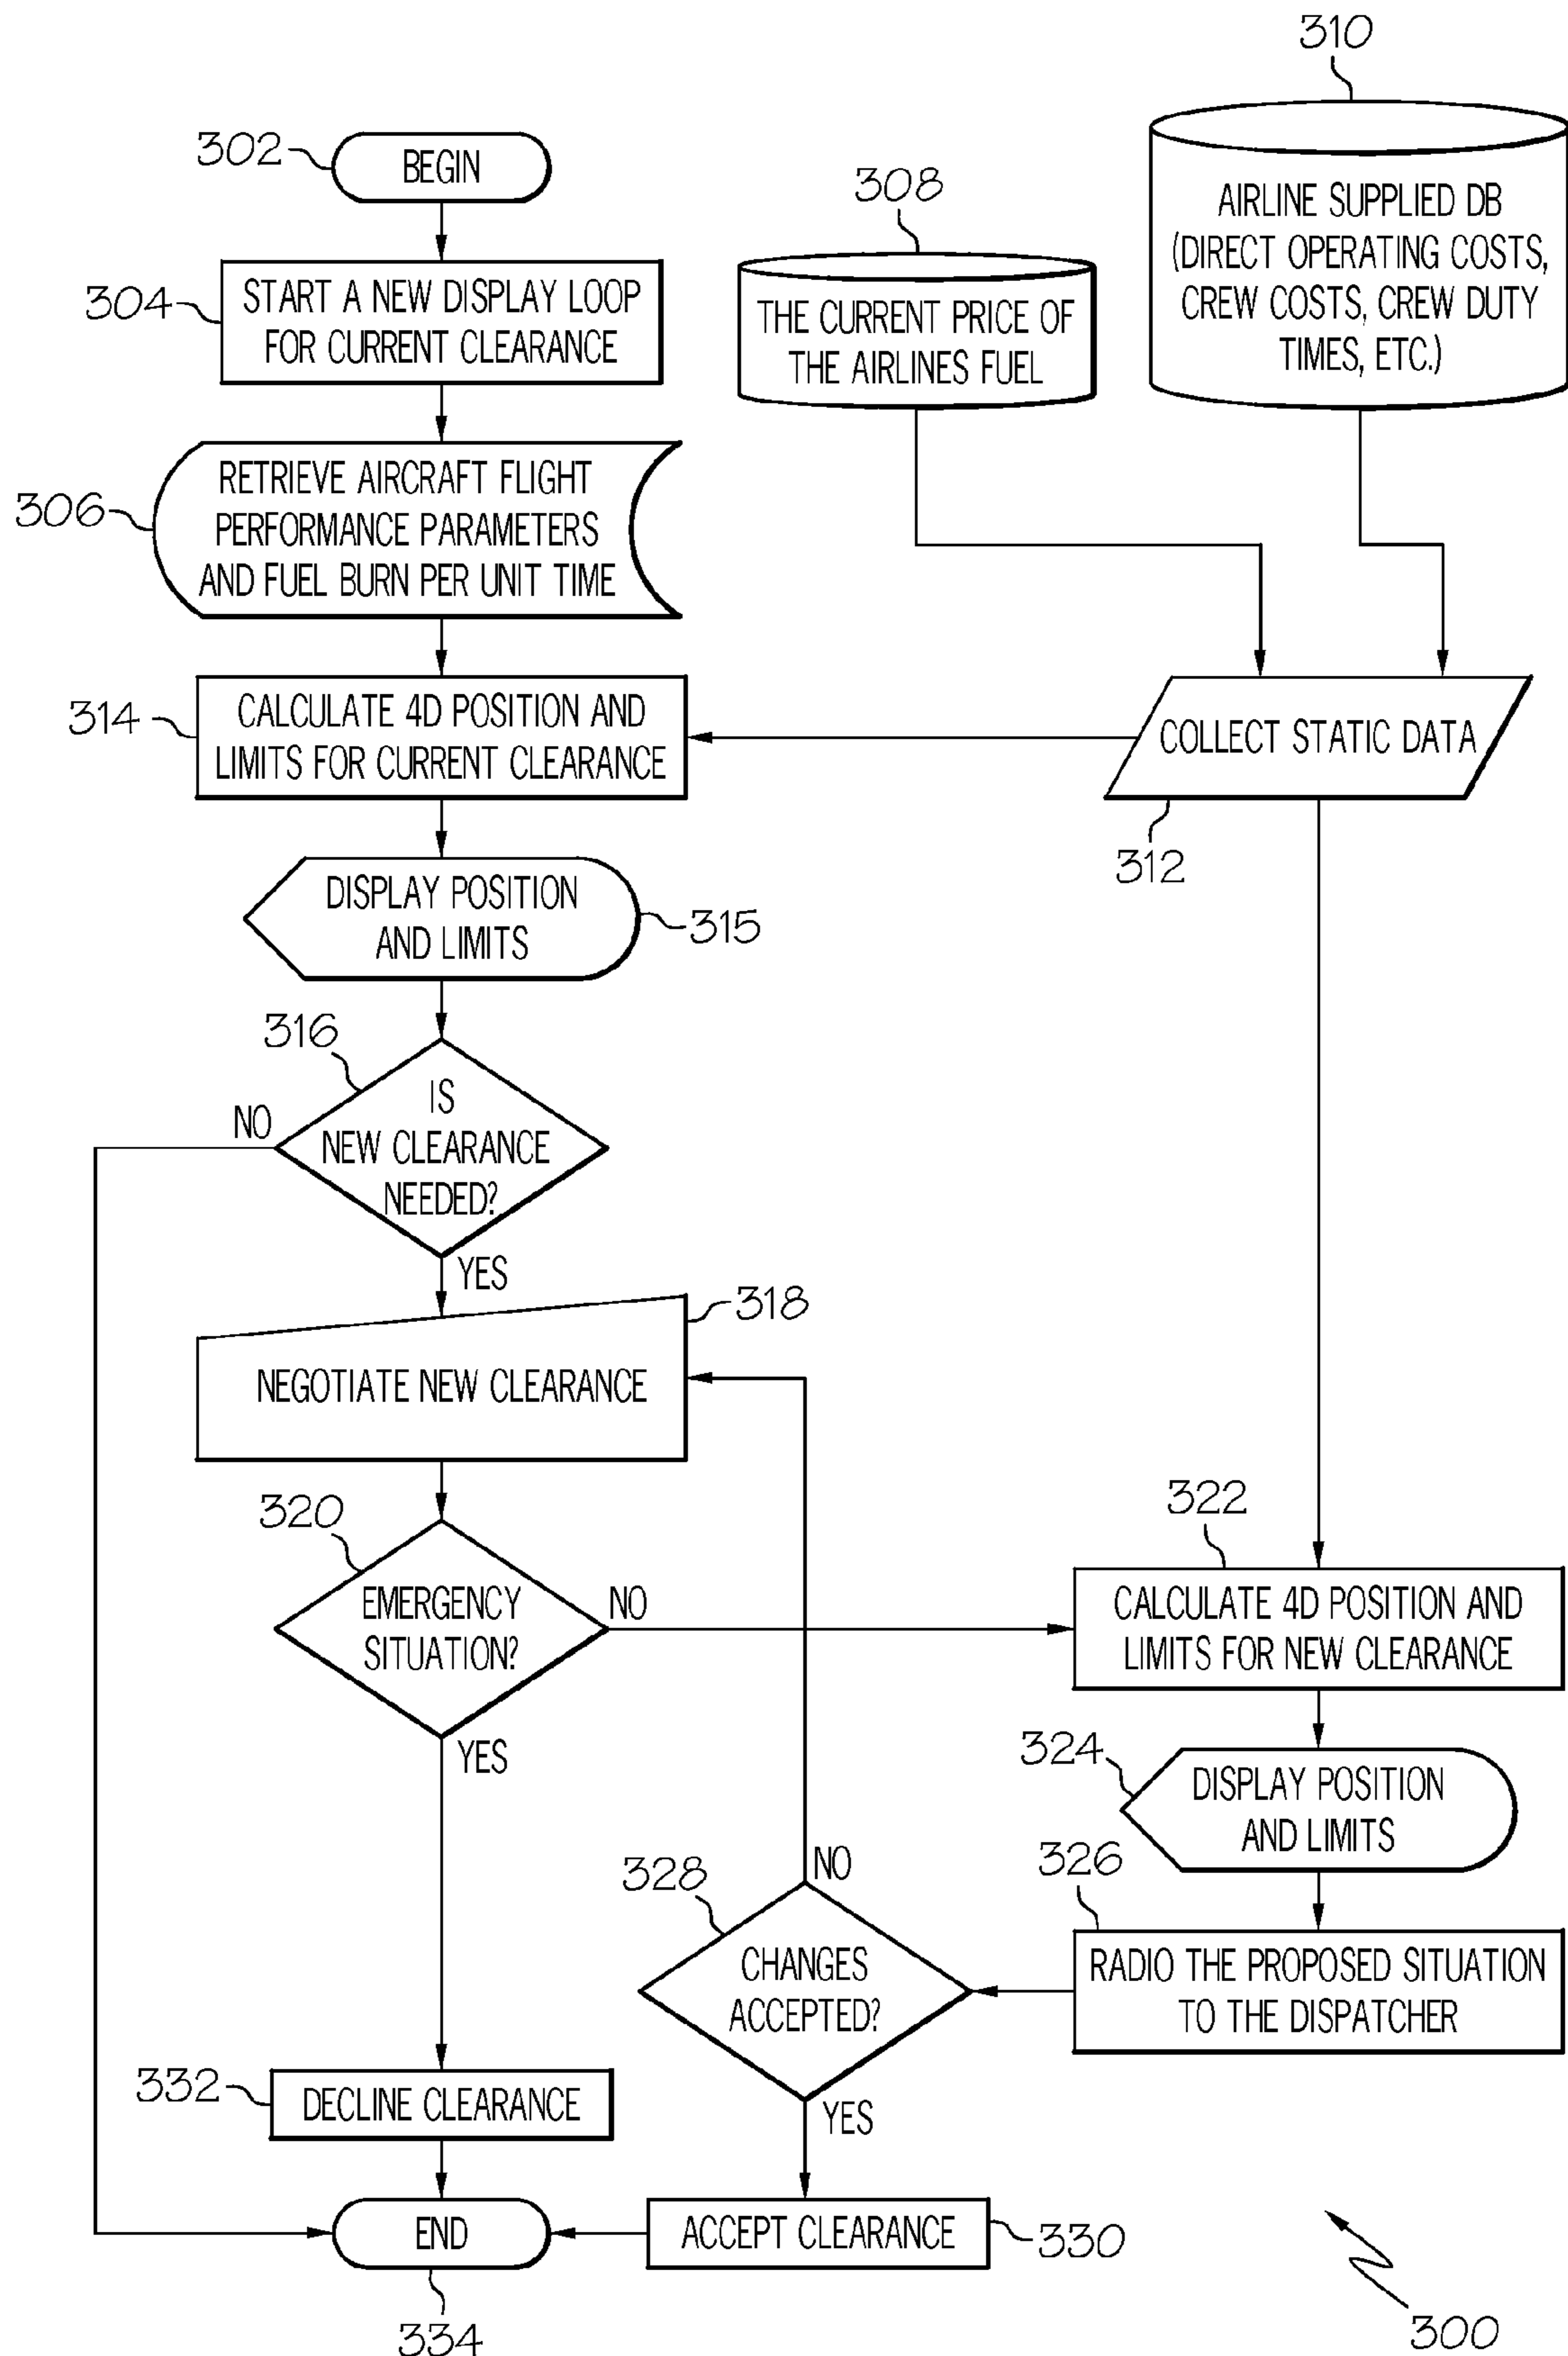 310
302
BEGIN
308
AIRLINE SUPPLIED DB
(DIRECT OPERATING COSTS,
CREW COSTS, CREW DUTY
TIMES, ETC.)
304
START A NEW DISPLAY LOOP
FOR CURRENT CLEARANCE
THE CURRENT PRICE OF
THE AIRLINES FUEL
306
RETRIEVE AIRCRAFT FLIGHT
PERFORMANCE PARAMETERS
AND FUEL BURN PER UNIT TIME
314
CALCULATE 4D POSITION AND
LIMITS FOR CURRENT CLEARANCE
COLLECT STATIC DATA
312
DISPLAY POSITION
AND LIMITS
315
316
IS
NEW CLEARANCE
NEEDED?
NO
YES
318
NEGOTIATE NEW CLEARANCE
320
EMERGENCY
SITUATION?
NO
YES
322
CALCULATE 4D POSITION AND
LIMITS FOR NEW CLEARANCE
324
DISPLAY POSITION
AND LIMITS
326
RADIO THE PROPOSED SITUATION
TO THE DISPATCHER
328
NO
CHANGES
ACCEPTED?
YES
332
DECLINE CLEARANCE
END
334
ACCEPT CLEARANCE
330
300